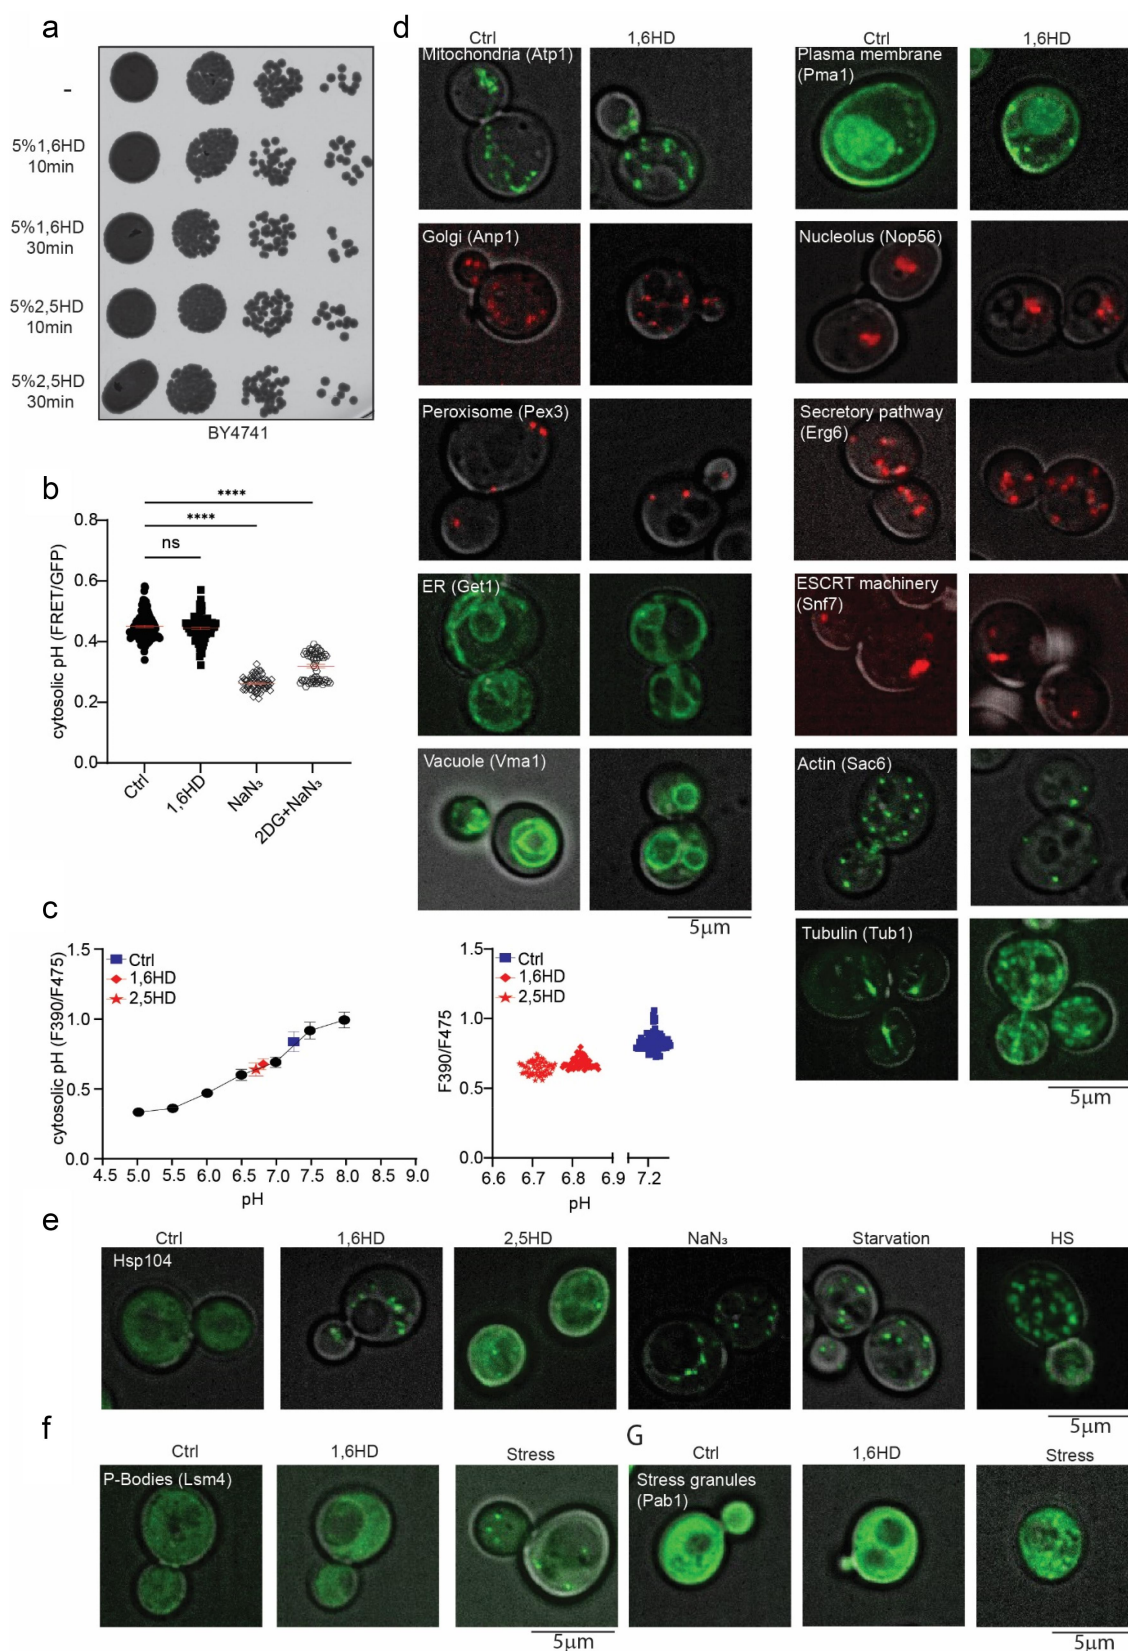 a
-
5%1,6HD
10min
5%1,6HD
30min
5%2,5HD
10min
5%2,5HD
30min
BY4741
b
****
****
ns
cytosolic pH (FRET/GFP)
0.8
0.6
0.4
0.2
0.0
Ctrl
1,6HD
NaN₃
2DG+NaN₃
c
cytosolic pH (F390/F475)
1.5
1.0
0.5
0.0
Ctrl
1,6HD
2,5HD
4.5 5.0 5.5 6.0 6.5 7.0 7.5 8.0 8.5 9.0
pH
F390/F475
1.5
1.0
0.5
0.0
Ctrl
1,6HD
2,5HD
6.6 6.7 6.8 6.9 7.2
pH
d
Ctrl
1,6HD
Ctrl
1,6HD
Mitochondria (Atp1)
Plasma membrane
(Pma1)
Golgi (Anp1)
Nucleolus (Nop56)
Peroxisome (Pex3)
Secretory pathway
(Erg6)
ER (Get1)
ESCRT machinery
(Snf7)
Vacuole (Vma1)
Actin (Sac6)
5μm
Tubulin (Tub1)
5μm
e
Ctrl
1,6HD
2,5HD
NaN₃
Starvation
HS
Hsp104
5μm
f
Ctrl
1,6HD
Stress
P-Bodies (Lsm4)
5μm
G
Ctrl
1,6HD
Stress
Stress granules
(Pab1)
5μm